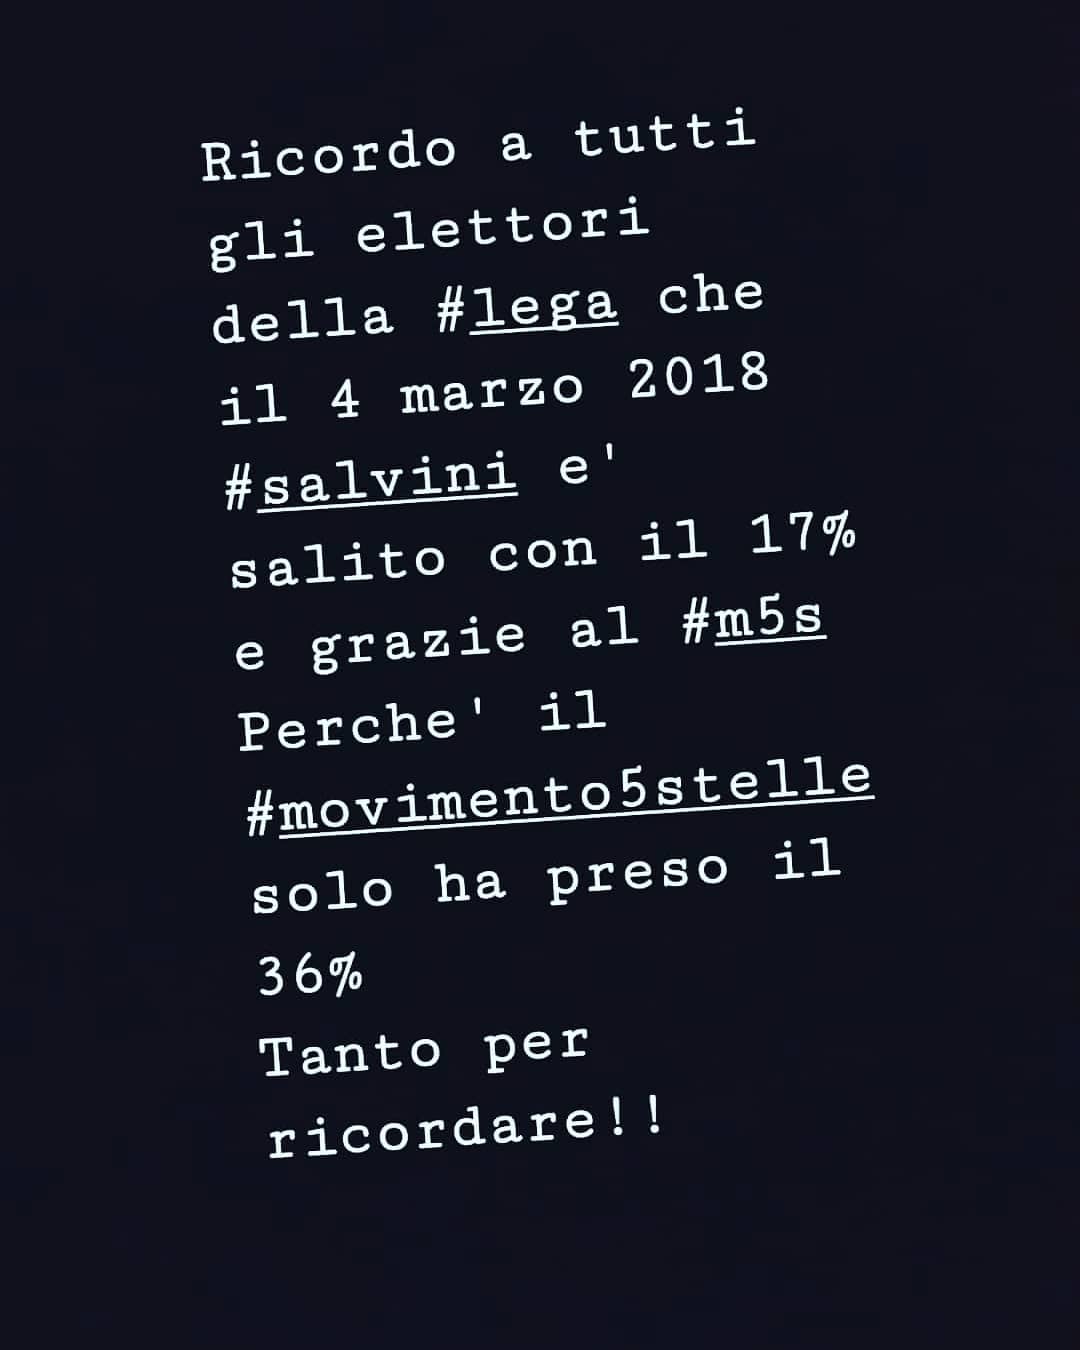 Ricordo a tutti
gli elettori
della #lega che
il 4 marzo 2018
#salvini e'
salito con il 17%
e grazie al #m5s
Perche' il
#movimento5stelle
solo ha preso il
36%
Tanto per
ricordare!!